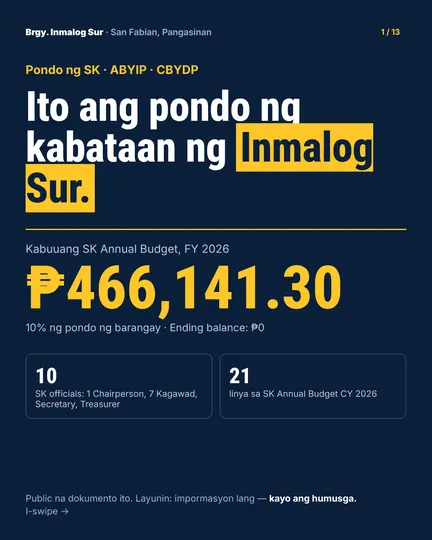 Brgy. Inmalog Sur · San Fabian, Pangasinan
1 / 13
Pondo ng SK · ABYIP · CBYDP
Ito ang pondo ng
kabataan ng Inmalog
Sur.
Kabuuang SK Annual Budget, FY 2026
₱466,141.30
10% ng pondo ng barangay · Ending balance: ₱0
10
SK officials: 1 Chairperson, 7 Kagawad,
Secretary, Treasurer
21
linya sa SK Annual Budget CY 2026
Public na dokumento ito. Layunin: impormasyon lang — kayo ang humusga.
I-swipe →